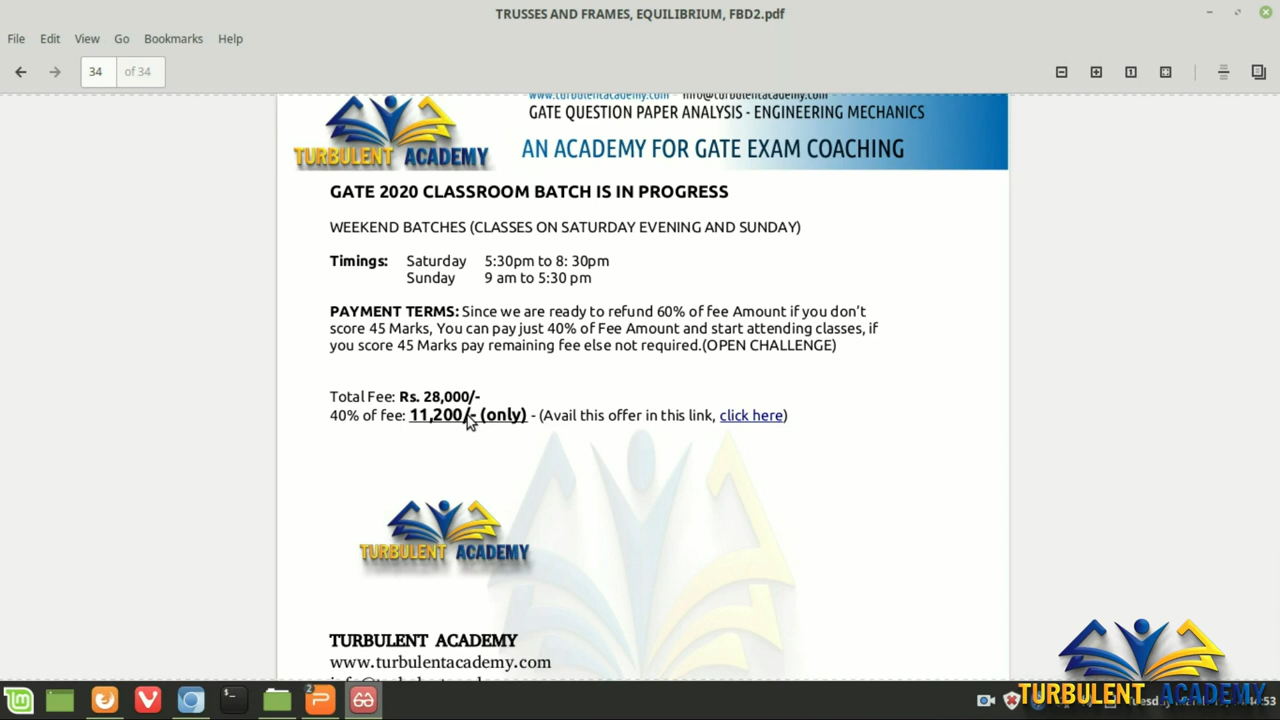 TRUSSES AND FRAMES, EQUILIBRIUM, FBD2.pdf
File Edit View Go Bookmarks Help
34 of 34
www.turbulentacademy.com info@turbulentacademy.com
GATE QUESTION PAPER ANALYSIS - ENGINEERING MECHANICS
TURBULENT ACADEMY
AN ACADEMY FOR GATE EXAM COACHING
GATE 2020 CLASSROOM BATCH IS IN PROGRESS
WEEKEND BATCHES (CLASSES ON SATURDAY EVENING AND SUNDAY)
Timings: Saturday 5:30pm to 8: 30pm
Sunday 9 am to 5:30 pm
PAYMENT TERMS: Since we are ready to refund 60% of fee Amount if you don't
score 45 Marks, You can pay just 40% of Fee Amount and start attending classes, if
you score 45 Marks pay remaining fee else not required.(OPEN CHALLENGE)
Total Fee: Rs. 28,000/-
40% of fee: 11,200/- (only) - (Avail this offer in this link, click here)
TURBULENT ACADEMY
TURBULENT ACADEMY
www.turbulentacademy.com
TURBULENT ACADEMY